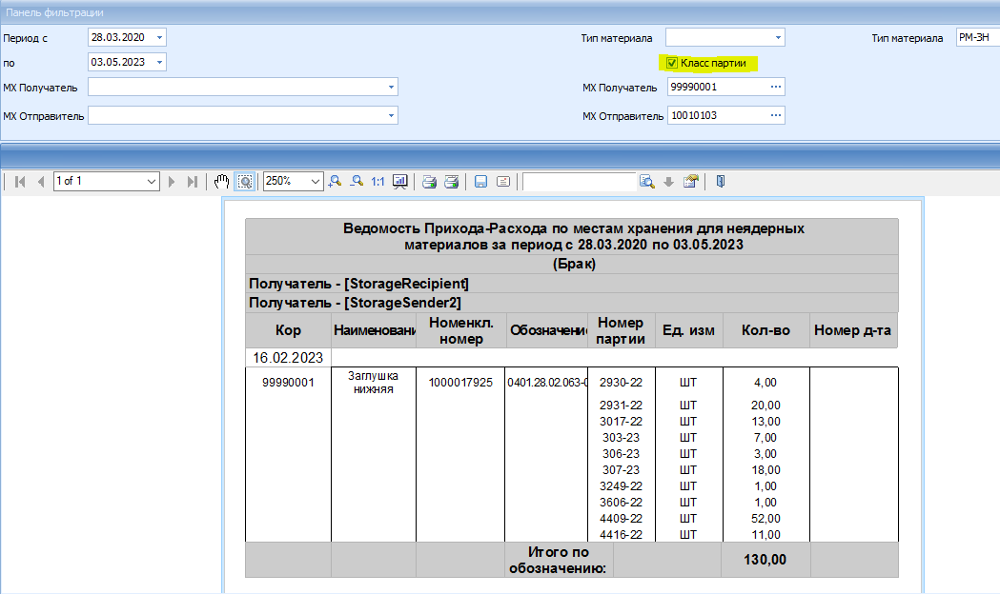 Панель фильтрации
Период с 28.03.2020 Тип материала Тип материала РМ-ЗН
по 03.05.2023 Класс партии
МХ Получатель МХ Получатель 99990001 ...
МХ Отправитель МХ Отправитель 10010103 ...
1 of 1 250% 1:1
Ведомость Прихода-Расхода по местам хранения для неядерных
материалов за период с 28.03.2020 по 03.05.2023
(Брак)
Получатель - [StorageRecipient]
Получатель - [StorageSender2]
Кор Наименовани Номенкл. номер Обозначени Номер партии Ед. изм Кол-во Номер д-та
16.02.2023
99990001 Заглушка нижняя 1000017925 0401.28.02.063-0 2930-22 ШТ 4,00
2931-22 ШТ 20,00
3017-22 ШТ 13,00
303-23 ШТ 7,00
306-23 ШТ 3,00
307-23 ШТ 18,00
3249-22 ШТ 1,00
3606-22 ШТ 1,00
4409-22 ШТ 52,00
4416-22 ШТ 11,00
Итого по обозначению: 130,00